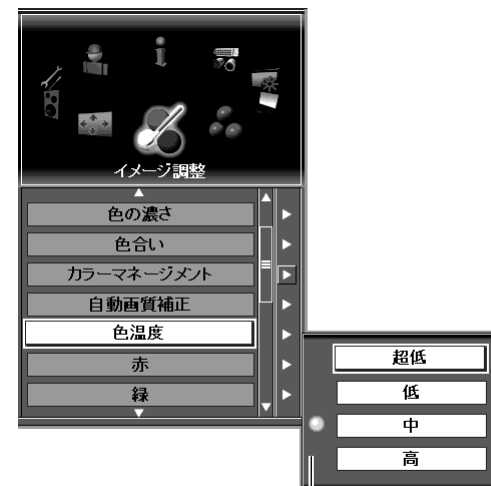 イメージ調整
色の濃さ
色合い
カラーマネージメント
自動画質補正
色温度
赤
緑
超低
低
中
高